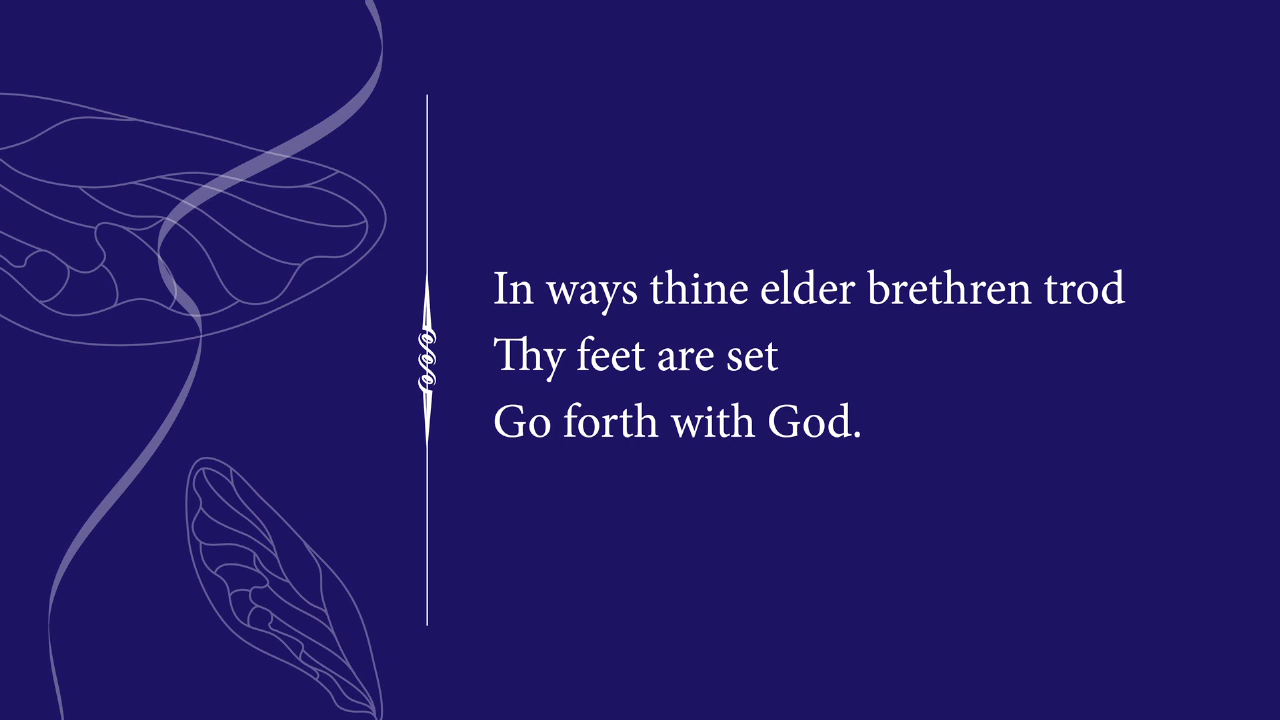 In ways thine elder brethren trod
Thy feet are set
Go forth with God.